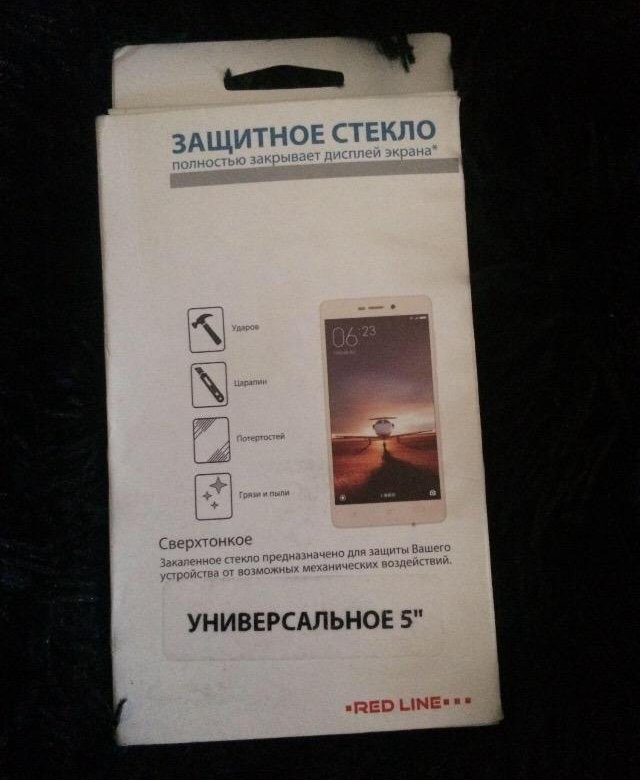 ЗАЩИТНОЕ СТЕКЛО
полностью закрывает дисплей экрана*
Ударов
Царапин
Потертостей
Грязи и пыли
06:23
Сверхтонкое
Закаленное стекло предназначено для защиты Вашего
устройства от возможных механических воздействий.
УНИВЕРСАЛЬНОЕ 5"
RED LINE